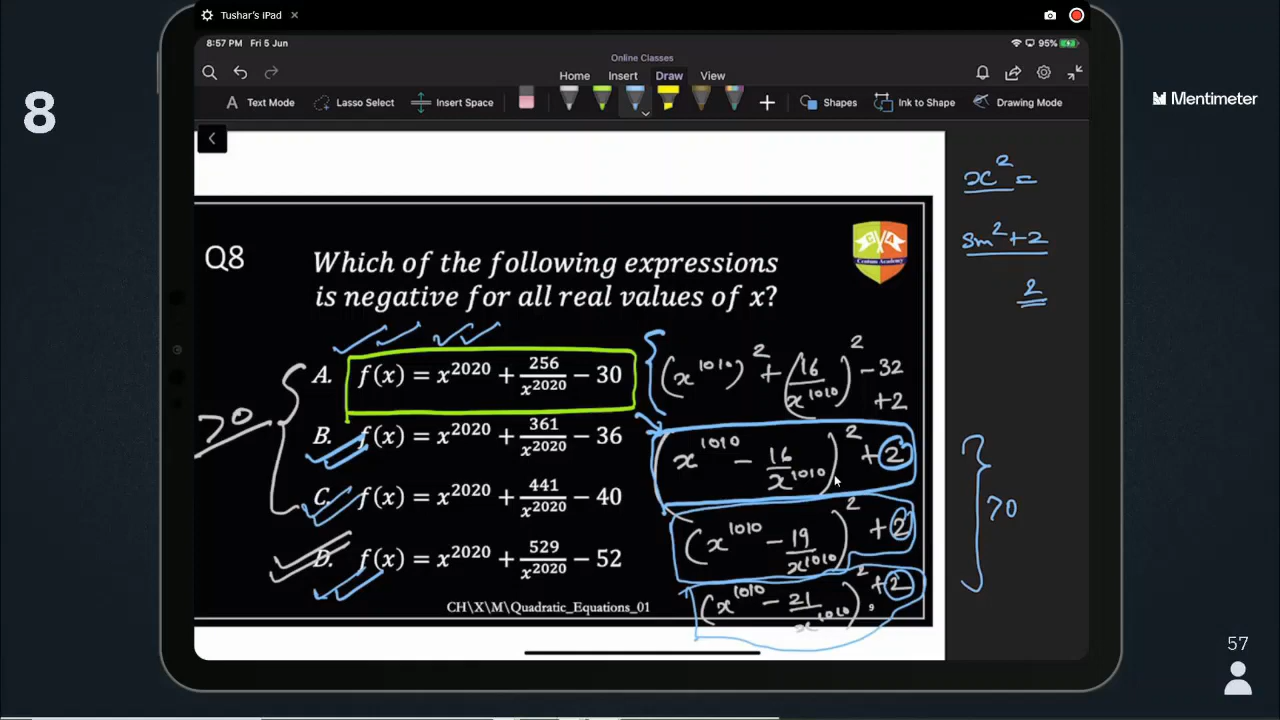 Tushar's iPad ×
8:57 PM Fri 5 Jun
95%
Online Classes
Home Insert Draw View
Text Mode Lasso Select Insert Space Shapes Ink to Shape Drawing Mode
8
Mentimeter
Q8
Which of the following expressions
is negative for all real values of x?
A. f(x) = x^2020 + 256/x^2020 − 30
B. f(x) = x^2020 + 361/x^2020 − 36
C. f(x) = x^2020 + 441/x^2020 − 40
D. f(x) = x^2020 + 529/x^2020 − 52
CH\X\M\Quadratic_Equations_01
>0
(x^1010)^2 + (16/x^1010)^2 − 32
+2
(x^1010 − 16/x^1010)^2 + 2
(x^1010 − 19/x^1010)^2 + 2
(x^1010 − 21/x^1010)^2 + 2
>0
x^2 =
2
57